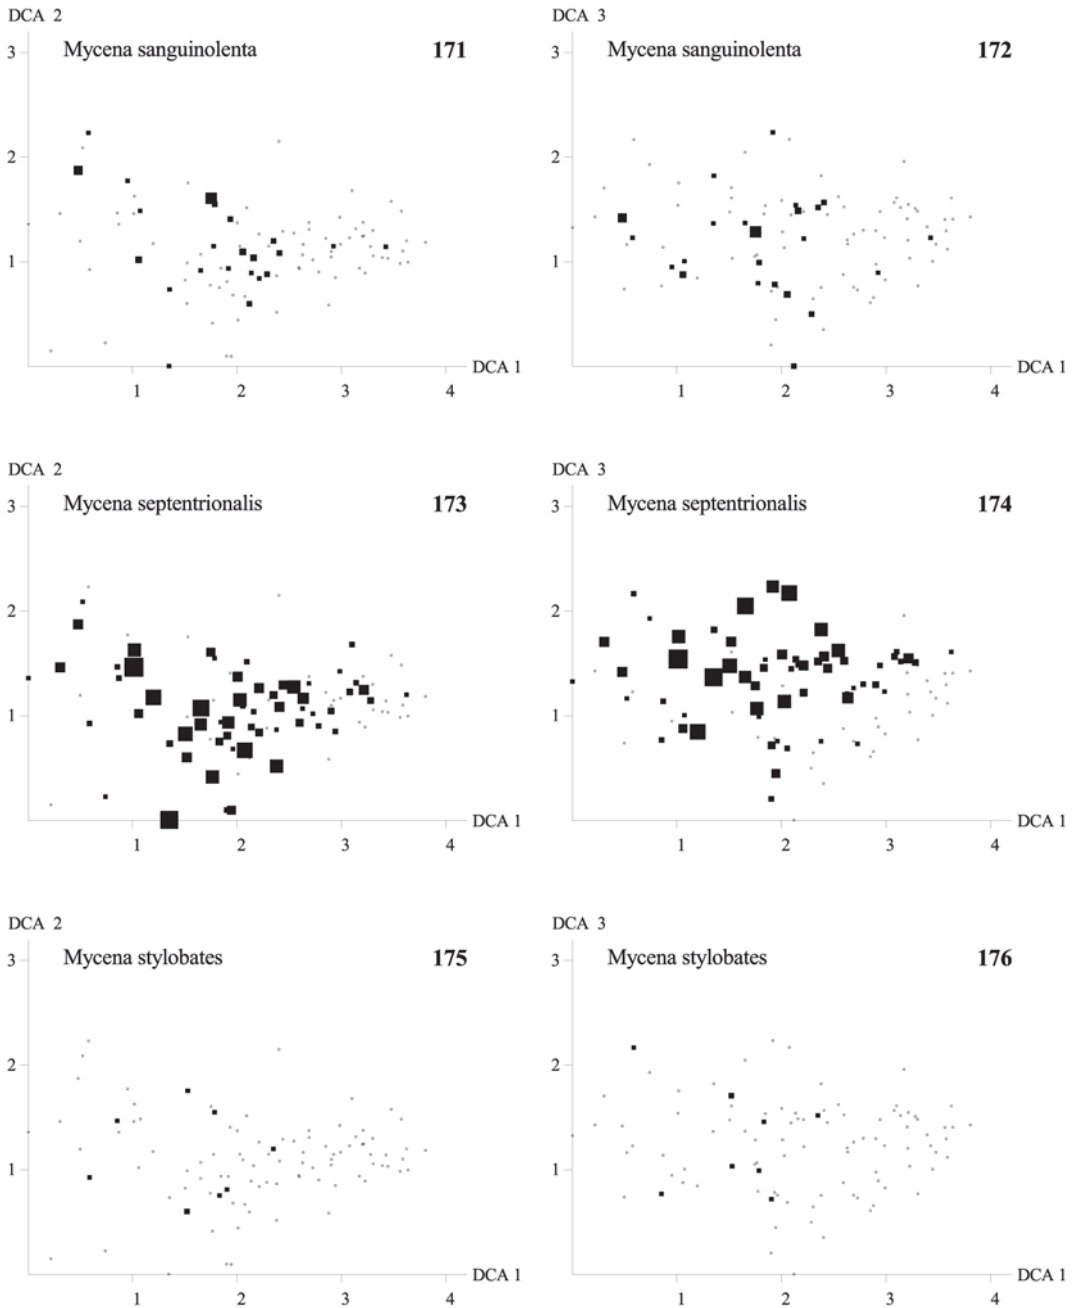 DCA 2
Mycena sanguinolenta 171
3
2
1
DCA 1
1 2 3 4
DCA 3
Mycena sanguinolenta 172
3
2
1
DCA 1
1 2 3 4
DCA 2
Mycena septentrionalis 173
3
2
1
DCA 1
1 2 3 4
DCA 3
Mycena septentrionalis 174
3
2
1
DCA 1
1 2 3 4
DCA 2
Mycena stylobates 175
3
2
1
DCA 1
1 2 3 4
DCA 3
Mycena stylobates 176
3
2
1
DCA 1
1 2 3 4